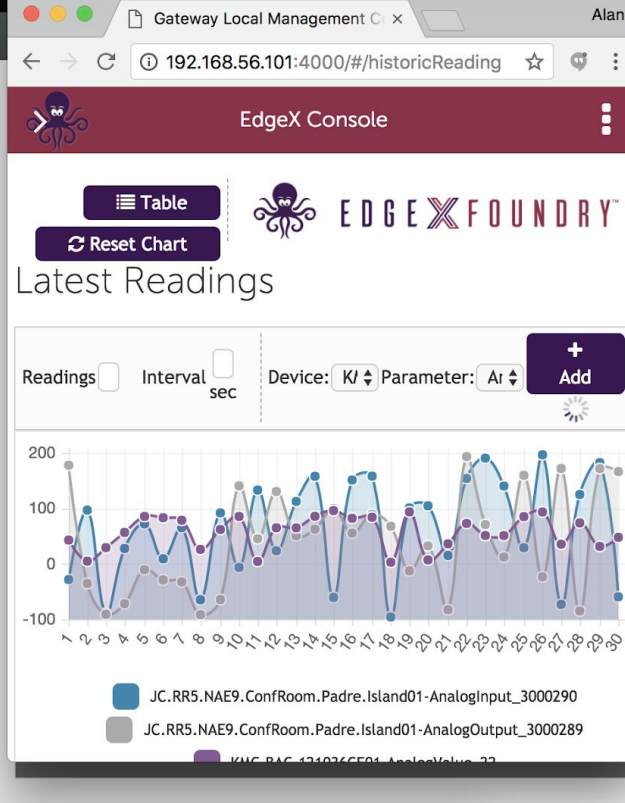 Gateway Local Management Co
Alan
192.168.56.101:4000/#/historicReading
EdgeX Console
Table
EDGEXFOUNDRY™
Reset Chart
Latest Readings
Readings Interval sec Device: K/ Parameter: Ar + Add
200
100
0
-100
1 2 3 4 5 6 7 8 9 10 11 12 13 14 15 16 17 18 19 20 21 22 23 24 25 26 27 28 29 30
JC.RR5.NAE9.ConfRoom.Padre.Island01-AnalogInput_3000290
JC.RR5.NAE9.ConfRoom.Padre.Island01-AnalogOutput_3000289